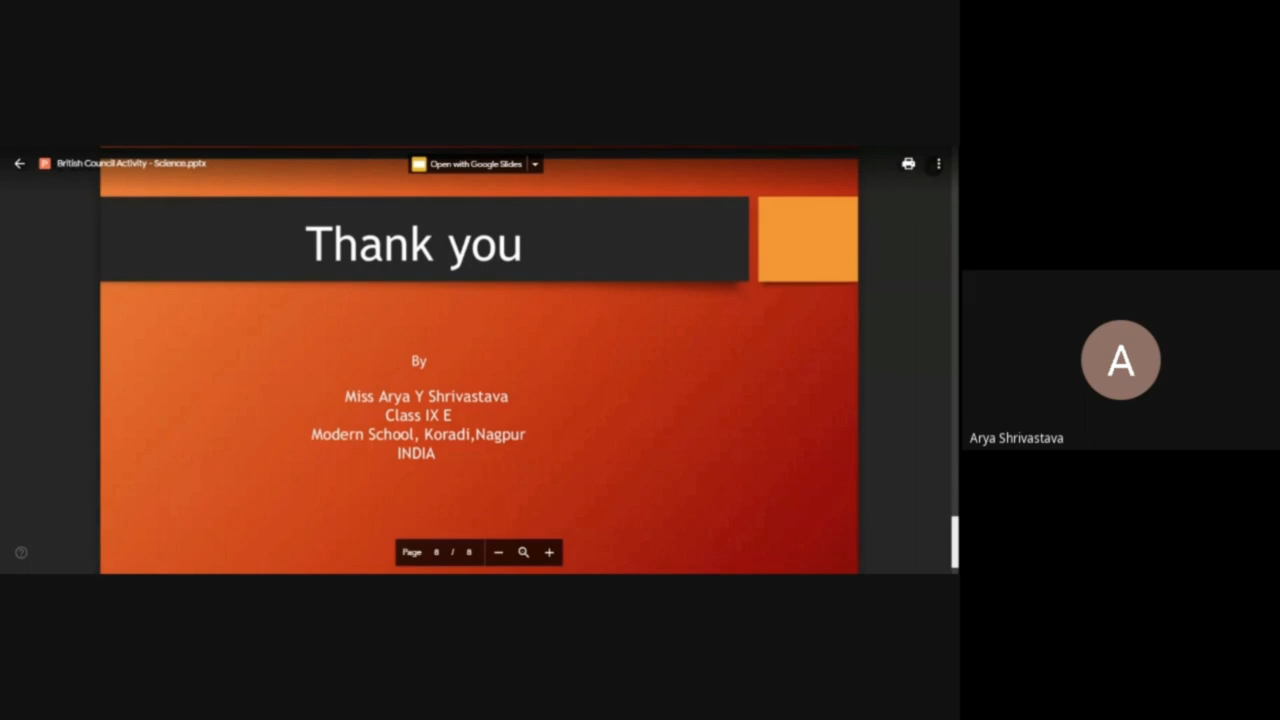 British Council Activity - Science.pptx
Open with Google Slides
Thank you
By
Miss Arya Y Shrivastava
Class IX E
Modern School, Koradi,Nagpur
INDIA
Page 8 / 8
A
Arya Shrivastava